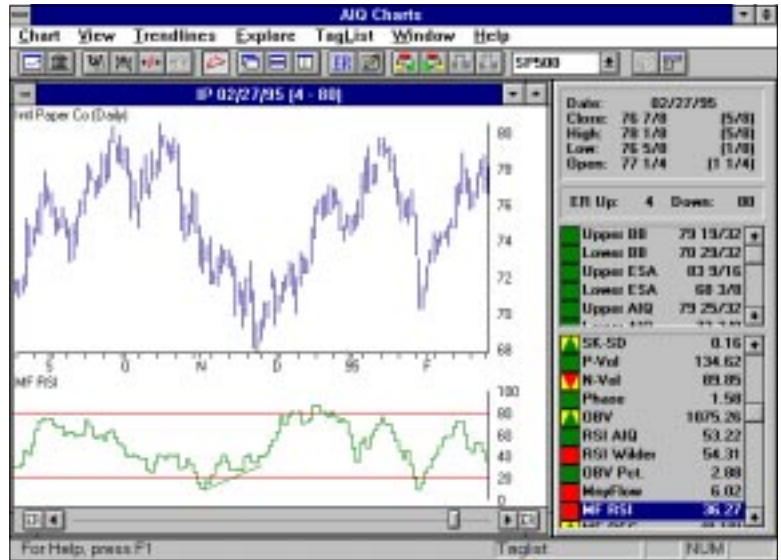 AIQ Charts
Chart View Trendlines Explore TagList Window Help
SP500
IP 02/27/95 (4 - 80)
Intl Paper Co (Daily)
80
78
76
74
72
70
68
S O N D 95 F
MF RSI
100
80
60
40
20
0
Date: 02/27/95
Close: 76 7/8 (5/8)
High: 78 1/8 (5/8)
Low: 76 5/8 (1/8)
Open: 77 1/4 (1 1/4)
ER Up: 4 Down: 80
Upper BB 79 19/32
Lower BB 70 29/32
Upper ESA 83 9/16
Lower ESA 68 3/8
Upper AIQ 79 25/32
SK-SD 0.16
P-Vol 134.62
N-Vol 89.85
Phase 1.58
OBV 1075.26
RSI AIQ 53.22
RSI Wilder 54.31
OBV Pct. 2.88
MnyFlow 6.02
MF RSI 36.27
For Help, press F1
Taglist
NUM